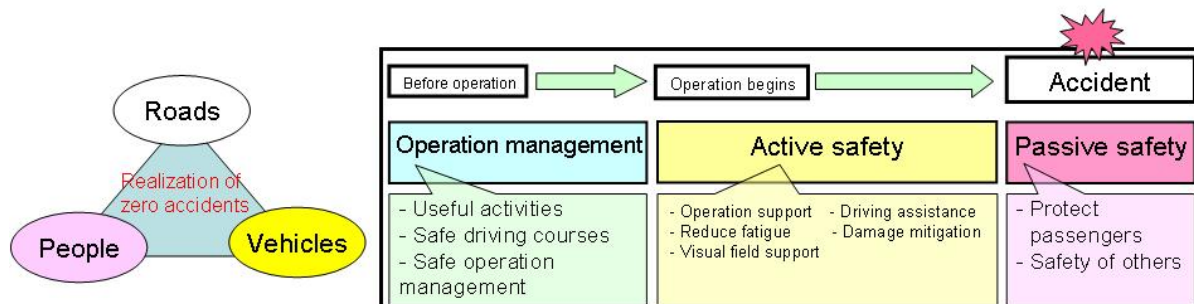 Roads
Realization of
zero accidents
People
Vehicles
Before operation
Operation begins
Accident
Operation management
Active safety
Passive safety
- Useful activities
- Safe driving courses
- Safe operation
management
- Operation support
- Reduce fatigue
- Visual field support
- Driving assistance
- Damage mitigation
- Protect
passengers
- Safety of others